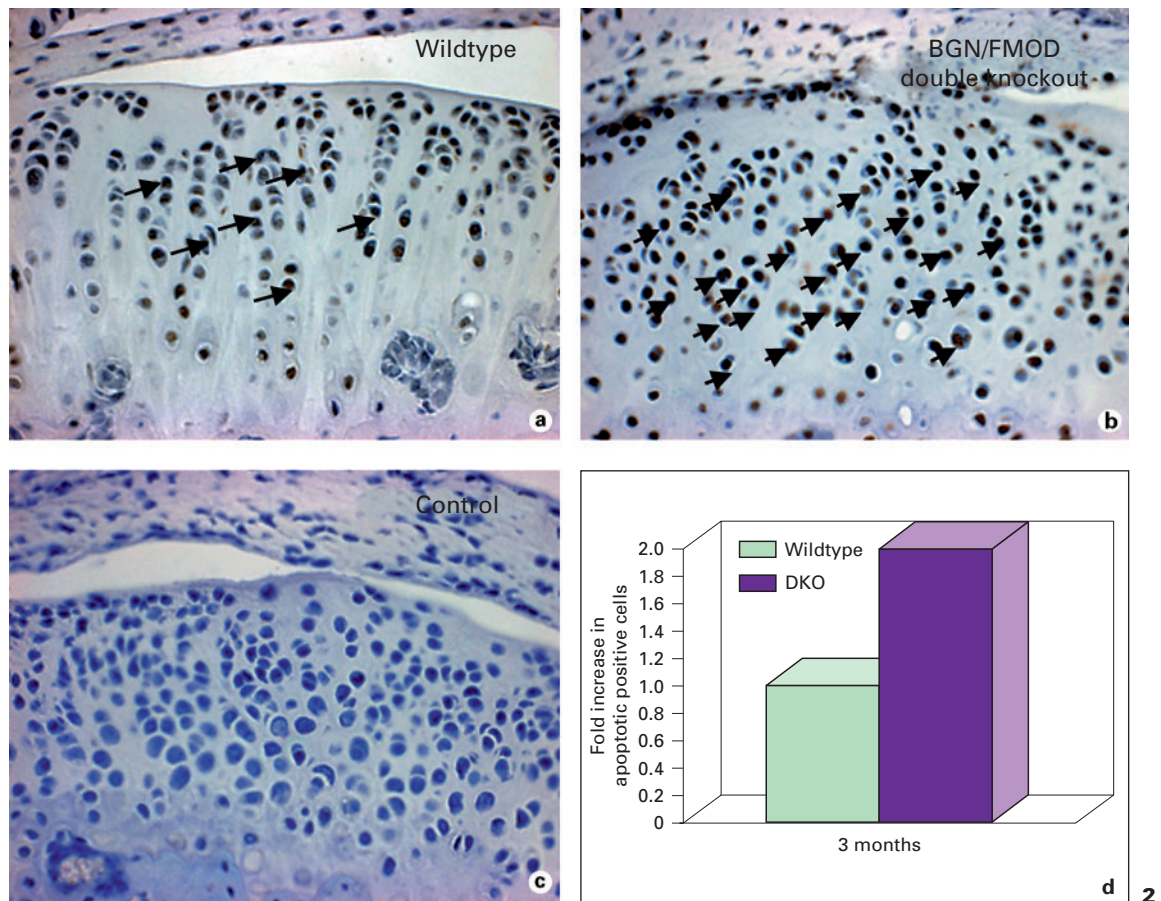 Wildtype
a
BGN/FMOD
double knockout
b
Control
c
Fold increase in
apoptotic positive cells
2.0
1.8
1.6
1.4
1.2
1.0
0.8
0.6
0.4
0.2
0
Wildtype
DKO
3 months
d
2